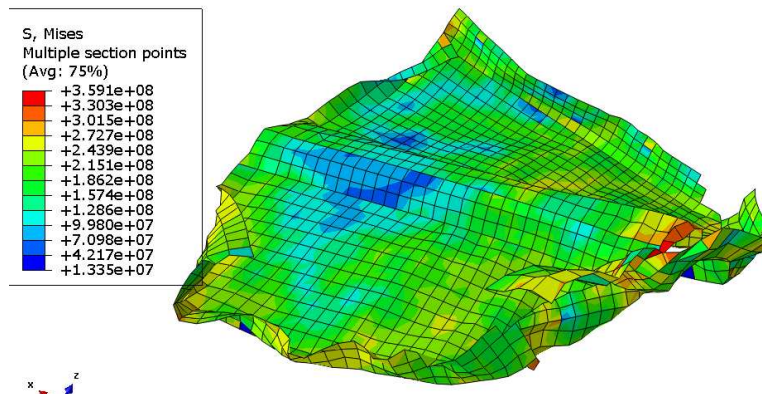 S, Mises
Multiple section points
(Avg: 75%)
+3.591e+08
+3.303e+08
+3.015e+08
+2.727e+08
+2.439e+08
+2.151e+08
+1.862e+08
+1.574e+08
+1.286e+08
+9.980e+07
+7.098e+07
+4.217e+07
+1.335e+07
x
z